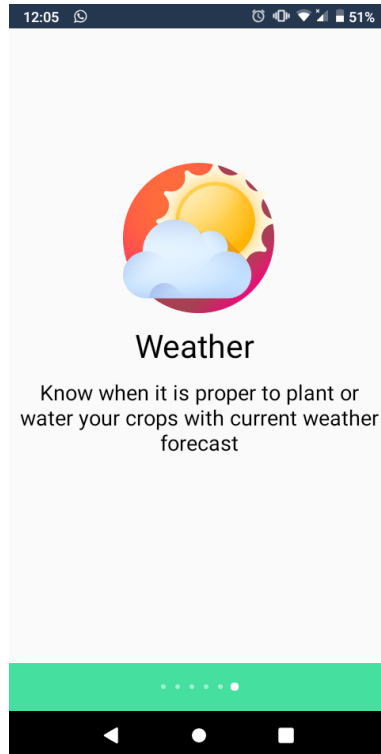 12:05 51%
Weather
Know when it is proper to plant or
water your crops with current weather
forecast